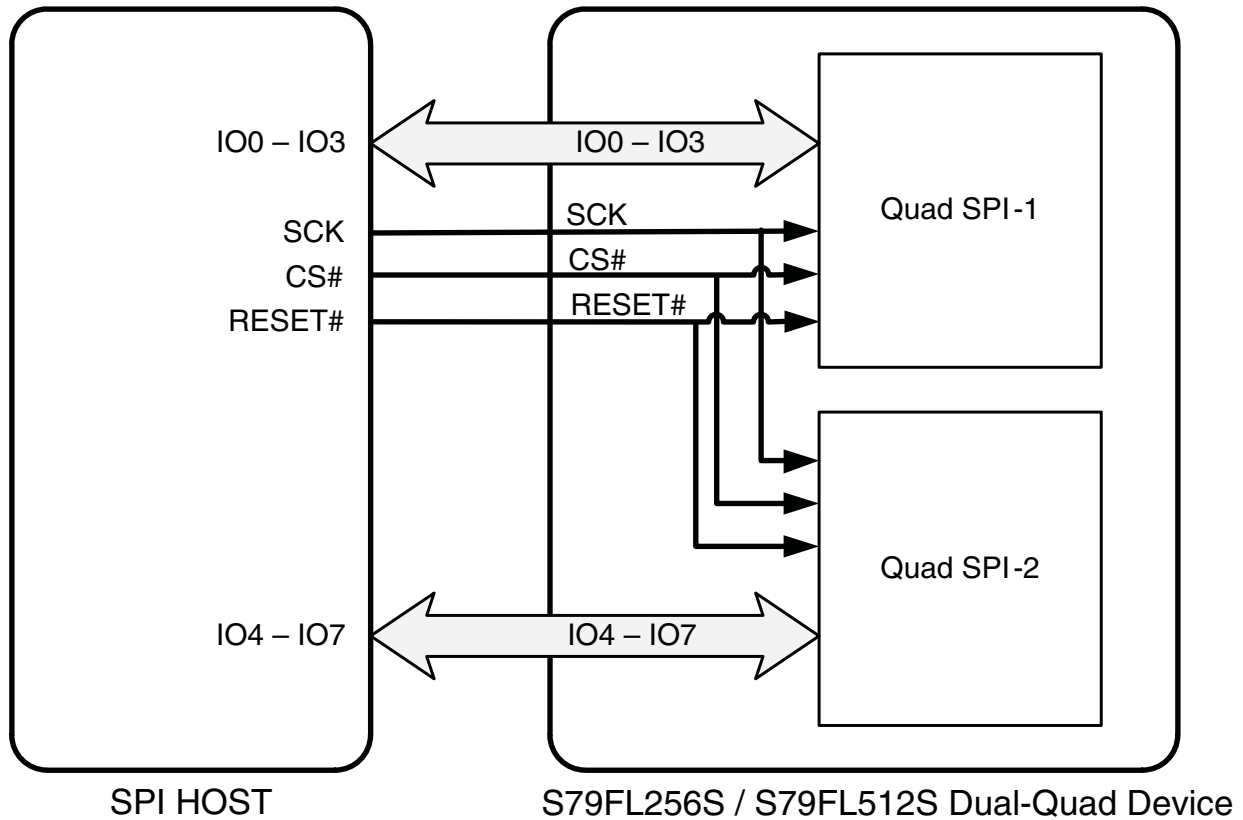 IO0 – IO3
IO0 – IO3
Quad SPI-1
SCK
SCK
CS#
CS#
RESET#
RESET#
Quad SPI-2
IO4 – IO7
IO4 – IO7
SPI HOST
S79FL256S / S79FL512S Dual-Quad Device